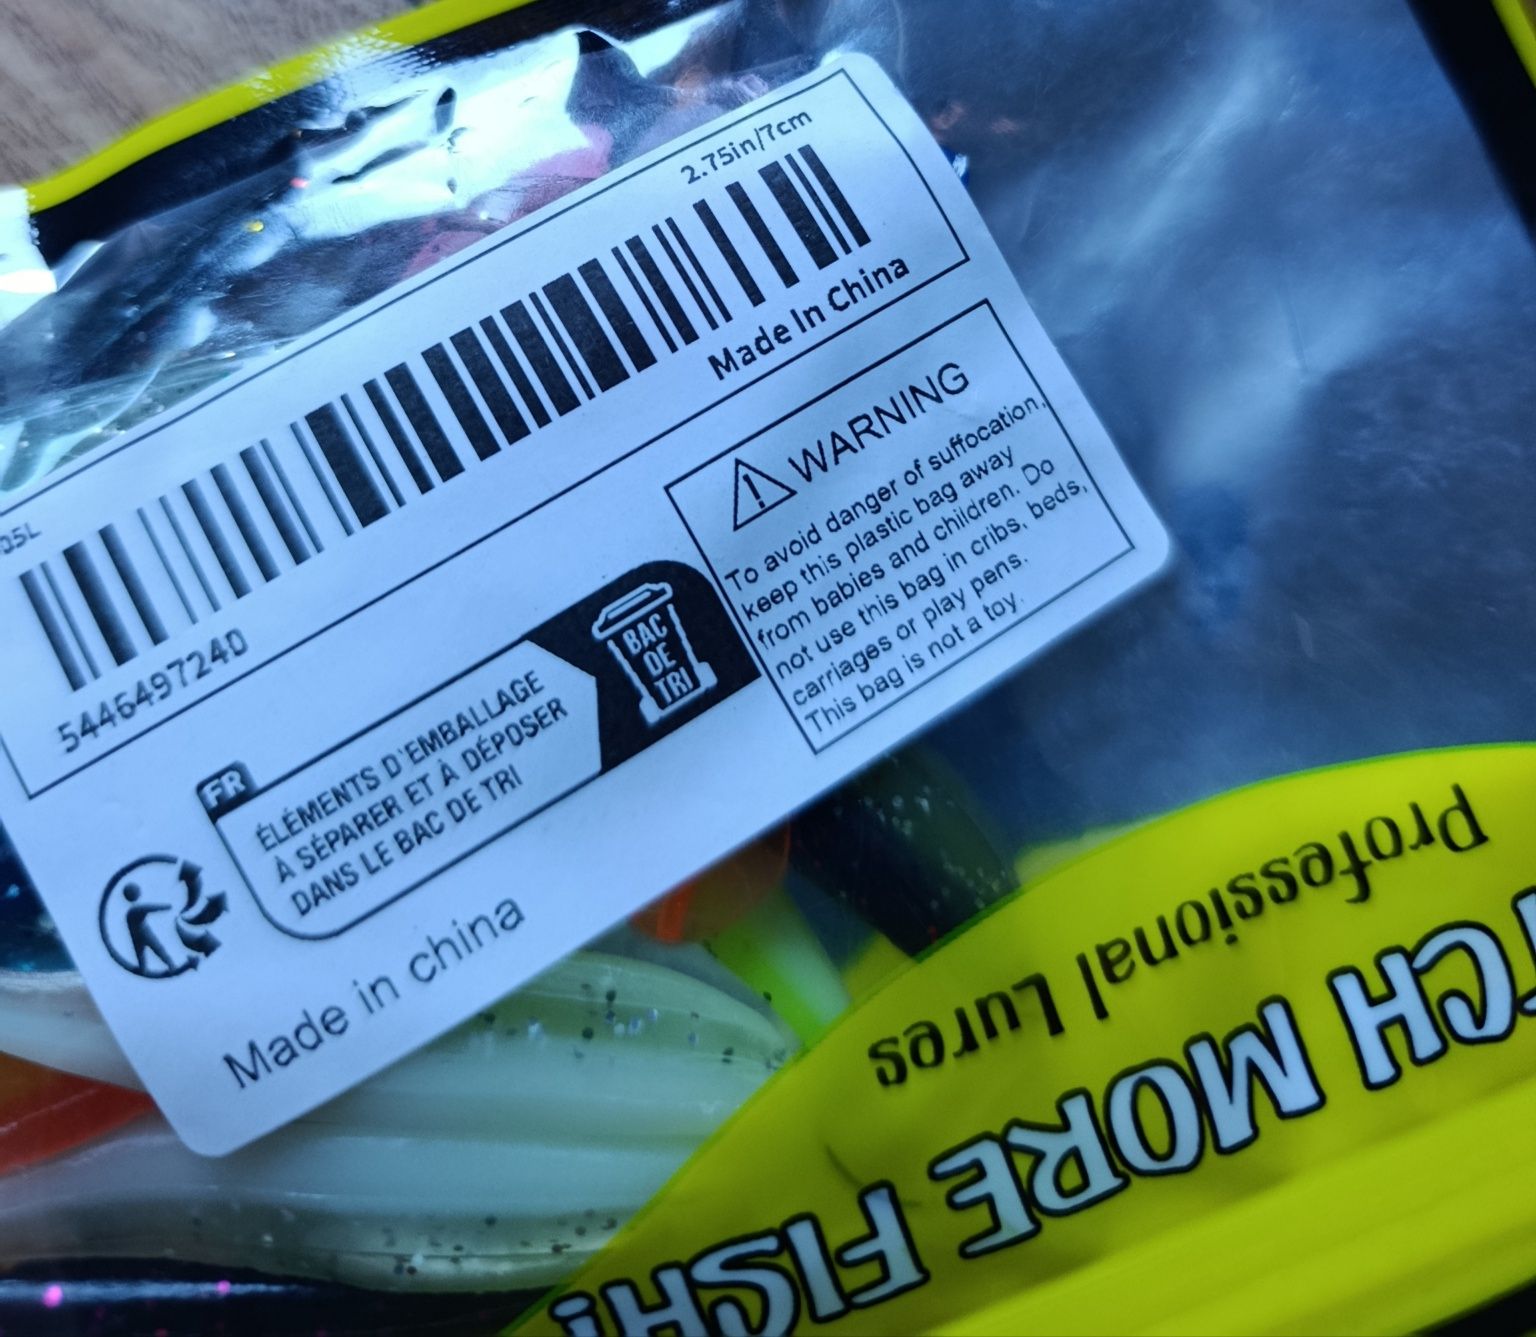 2.75in/7cm
05L
5446497240
Made In China
WARNING
To avoid danger of suffocation,
keep this plastic bag away
from babies and children. Do
not use this bag in cribs, beds,
carriages or play pens.
This bag is not a toy.
FR
ÉLÉMENTS D'EMBALLAGE
À SÉPARER ET À DÉPOSER
DANS LE BAC DE TRI
BAC
DE
TRI
Made in china
TCH MORE FISH!
Professional Lures